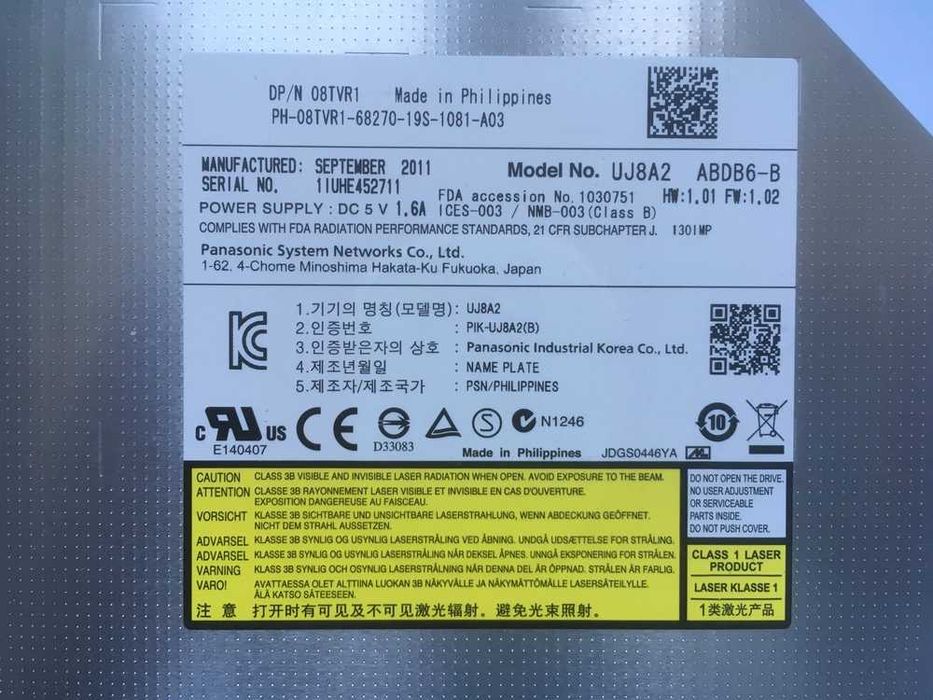 DP/N 08TVR1 Made in Philippines
PH-08TVR1-68270-19S-1081-A03
MANUFACTURED: SEPTEMBER 2011
SERIAL NO. 11UHE452711
Model No. UJ8A2 ABDB6-B
FDA accession No.1030751 HW:1.01 FW:1.02
POWER SUPPLY : DC 5 V 1.6A ICES-003 / NMB-003(Class B)
COMPLIES WITH FDA RADIATION PERFORMANCE STANDARDS, 21 CFR SUBCHAPTER J. 1301MP
Panasonic System Networks Co., Ltd.
1-62, 4-Chome Minoshima Hakata-Ku Fukuoka, Japan
1.기기의 명칭(모델명) : UJ8A2
2.인증번호 : PIK-UJ8A2(B)
3.인증받은자의 상호 : Panasonic Industrial Korea Co., Ltd.
4.제조년월일 : NAME PLATE
5.제조자/제조국가 : PSN/PHILIPPINES
c RU US CE S N1246 10
E140407 D33083
Made in Philippines JDGS0446YA
CAUTION CLASS 3B VISIBLE AND INVISIBLE LASER RADIATION WHEN OPEN. AVOID EXPOSURE TO THE BEAM.
ATTENTION CLASSE 3B RAYONNEMENT LASER VISIBLE ET INVISIBLE EN CAS D'OUVERTURE.
EXPOSITION DANGEREUSE AU FAISCEAU.
VORSICHT KLASSE 3B SICHTBARE UND UNSICHTBARE LASERSTRAHLUNG, WENN ABDECKUNG GEÖFFNET.
NICHT DEM STRAHL AUSSETZEN.
ADVARSEL KLASSE 3B SYNLIG OG USYNLIG LASERSTRÅLING VED ÅBNING. UNDGÅ UDSÆTTELSE FOR STRÅLING.
ADVARSEL KLASSE 3B SYNLIG OG USYNLIG LASERSTRÅLING NÅR DEKSEL ÅPNES. UNNGÅ EKSPONERING FOR STRÅLEN.
VARNING KLASS 3B SYNLIG OCH OSYNLIG LASERSTRÅLNING NÄR DENNA DEL ÄR ÖPPNAD. STRÅLEN ÄR FARLIG.
VARO! AVATTAESSA OLET ALTTIINA LUOKAN 3B NÄKYVÄLLE JA NÄKYMÄTTÖMÄLLE LASERSÄTEILYLLE.
ÄLÄ KATSO SÄTEESEEN.
注 意 打开时有可见及不可见激光辐射。避免光束照射。
DO NOT OPEN THE DRIVE.
NO USER ADJUSTMENT
OR SERVICEABLE
PARTS INSIDE.
DO NOT PUSH COVER.
CLASS 1 LASER
PRODUCT
LASER KLASSE 1
1类激光产品